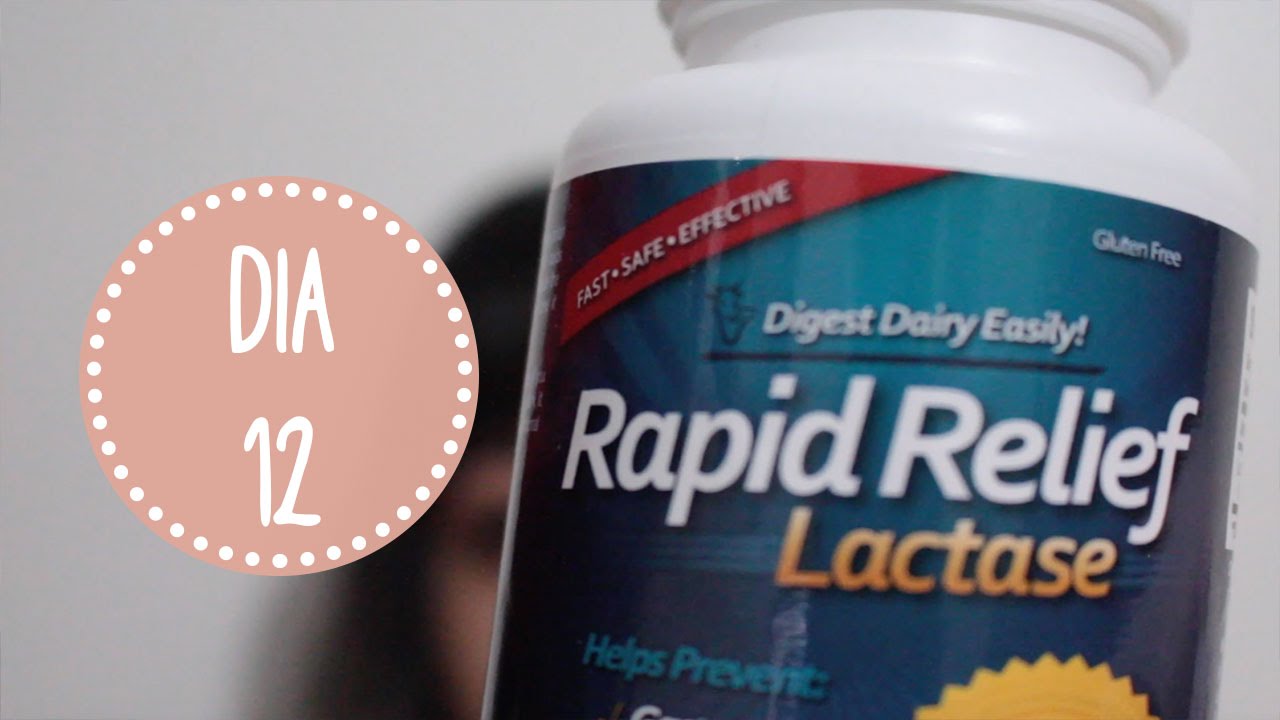 DIA
12
FAST • SAFE • EFFECTIVE
Gluten Free
Digest Dairy Easily!
Rapid Relief
Lactase
Helps Prevent: